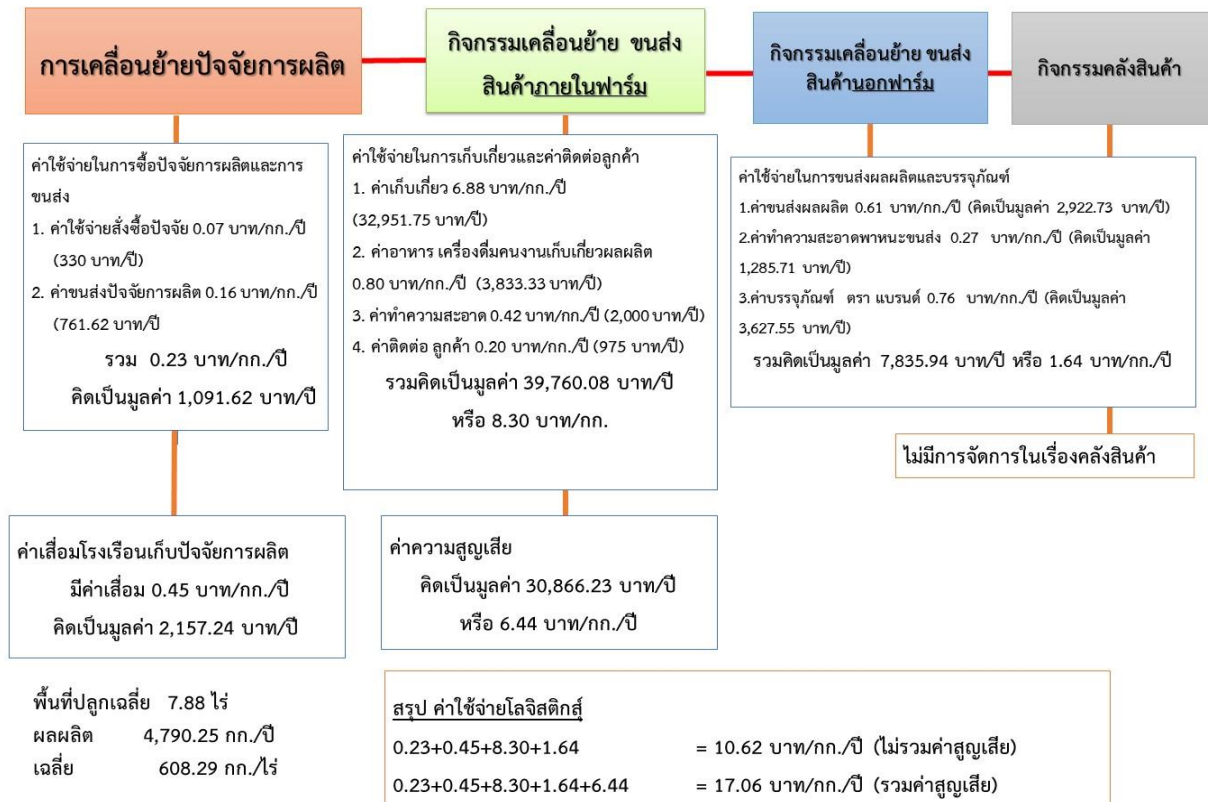 การเคลื่อนย้ายปัจจัยการผลิต
กิจกรรมเคลื่อนย้าย ขนส่ง
สินค้าภายในฟาร์ม
กิจกรรมเคลื่อนย้าย ขนส่ง
สินค้านอกฟาร์ม
กิจกรรมคลังสินค้า
ค่าใช้จ่ายในการซื้อปัจจัยการผลิตและการ
ขนส่ง
1. ค่าใช้จ่ายสั่งซื้อปัจจัย 0.07 บาท/กก./ปี
(330 บาท/ปี)
2. ค่าขนส่งปัจจัยการผลิต 0.16 บาท/กก./ปี
(761.62 บาท/ปี
รวม 0.23 บาท/กก./ปี
คิดเป็นมูลค่า 1,091.62 บาท/ปี
ค่าใช้จ่ายในการเก็บเกี่ยวและค่าติดต่อลูกค้า
1. ค่าเก็บเกี่ยว 6.88 บาท/กก./ปี
(32,951.75 บาท/ปี)
2. ค่าอาหาร เครื่องดื่มคนงานเก็บเกี่ยวผลผลิต
0.80 บาท/กก./ปี (3,833.33 บาท/ปี)
3. ค่าทำความสะอาด 0.42 บาท/กก./ปี (2,000 บาท/ปี)
4. ค่าติดต่อ ลูกค้า 0.20 บาท/กก./ปี (975 บาท/ปี)
รวมคิดเป็นมูลค่า 39,760.08 บาท/ปี
หรือ 8.30 บาท/กก.
ค่าใช้จ่ายในการขนส่งผลผลิตและบรรจุภัณฑ์
1.ค่าขนส่งผลผลิต 0.61 บาท/กก./ปี (คิดเป็นมูลค่า 2,922.73 บาท/ปี)
2.ค่าทำความสะอาดพาหนะขนส่ง 0.27 บาท/กก./ปี (คิดเป็นมูลค่า
1,285.71 บาท/ปี)
3.ค่าบรรจุภัณฑ์ ตรา แบรนด์ 0.76 บาท/กก./ปี (คิดเป็นมูลค่า
3,627.55 บาท/ปี)
รวมคิดเป็นมูลค่า 7,835.94 บาท/ปี หรือ 1.64 บาท/กก./ปี
ไม่มีการจัดการในเรื่องคลังสินค้า
ค่าเสื่อมโรงเรือนเก็บปัจจัยการผลิต
มีค่าเสื่อม 0.45 บาท/กก./ปี
คิดเป็นมูลค่า 2,157.24 บาท/ปี
ค่าความสูญเสีย
คิดเป็นมูลค่า 30,866.23 บาท/ปี
หรือ 6.44 บาท/กก./ปี
พื้นที่ปลูกเฉลี่ย 7.88 ไร่
ผลผลิต 4,790.25 กก./ปี
เฉลี่ย 608.29 กก./ไร่
สรุป ค่าใช้จ่ายโลจิสติกส์
0.23+0.45+8.30+1.64 = 10.62 บาท/กก./ปี (ไม่รวมค่าสูญเสีย)
0.23+0.45+8.30+1.64+6.44 = 17.06 บาท/กก./ปี (รวมค่าสูญเสีย)